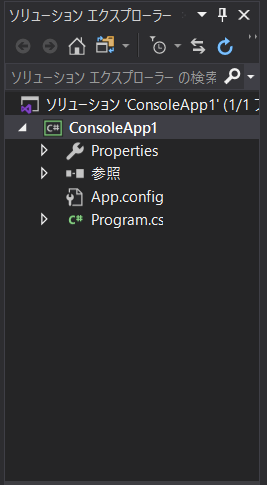 ソリューション エクスプローラー
ソリューション エクスプローラー の検索
ソリューション 'ConsoleApp1' (1/1
C# ConsoleApp1
Properties
参照
App.config
C# Program.cs